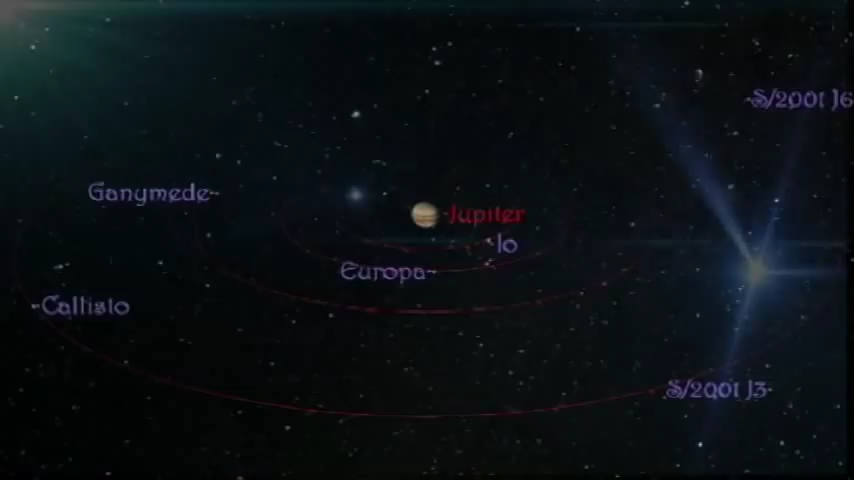 S/2001 J6
Ganymede
Jupiter
Io
Europa
Callisto
S/2001 J3